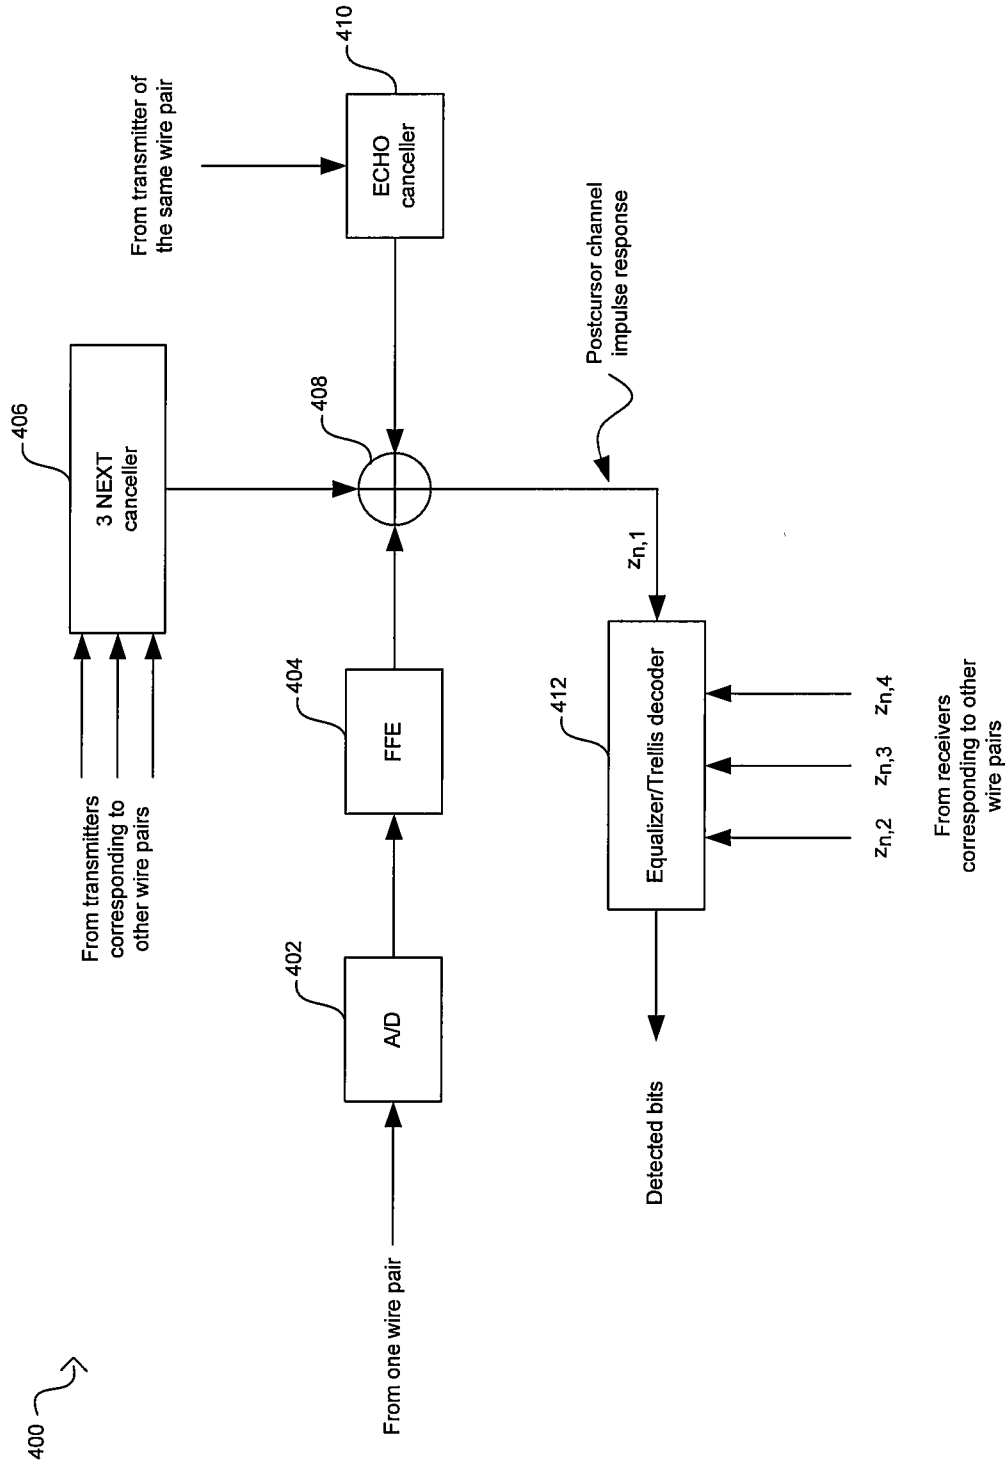 400
From transmitters
corresponding to
other wire pairs
406
3 NEXT
canceller
From transmitter of
the same wire pair
410
ECHO
canceller
From one wire pair
402
A/D
404
FFE
408
Postcursor channel
impulse response
zn,1
412
Equalizer/Trellis decoder
Detected bits
zn,2
zn,3
zn,4
From receivers
corresponding to other
wire pairs